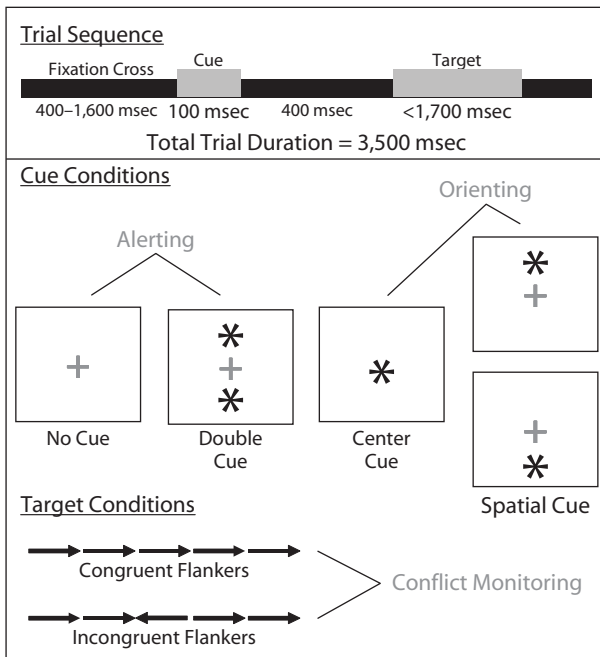 Trial Sequence
Fixation Cross Cue Target
400–1,600 msec 100 msec 400 msec <1,700 msec
Total Trial Duration = 3,500 msec
Cue Conditions
Orienting
Alerting
No Cue Double Cue Center Cue
Spatial Cue
Target Conditions
Congruent Flankers
Conflict Monitoring
Incongruent Flankers